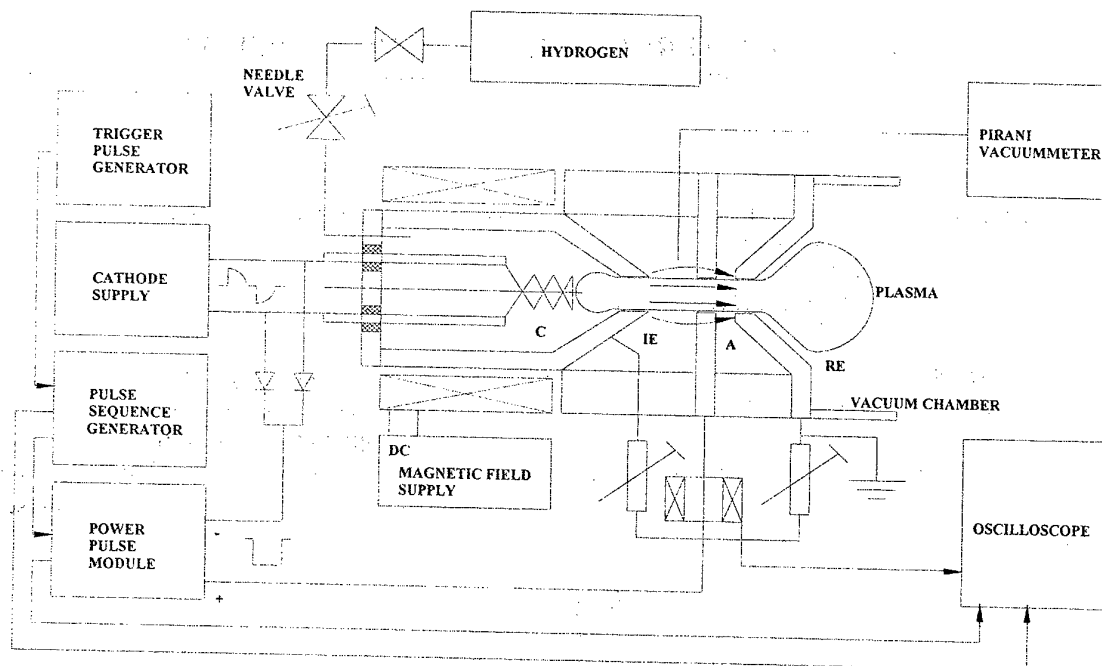 HYDROGEN
NEEDLE
VALVE
TRIGGER
PULSE
GENERATOR
PIRANI
VACUUMMETER
CATHODE
SUPPLY
PLASMA
C
IE
A
RE
PULSE
SEQUENCE
GENERATOR
VACUUM CHAMBER
DC
MAGNETIC FIELD
SUPPLY
POWER
PULSE
MODULE
-
+
OSCILLOSCOPE